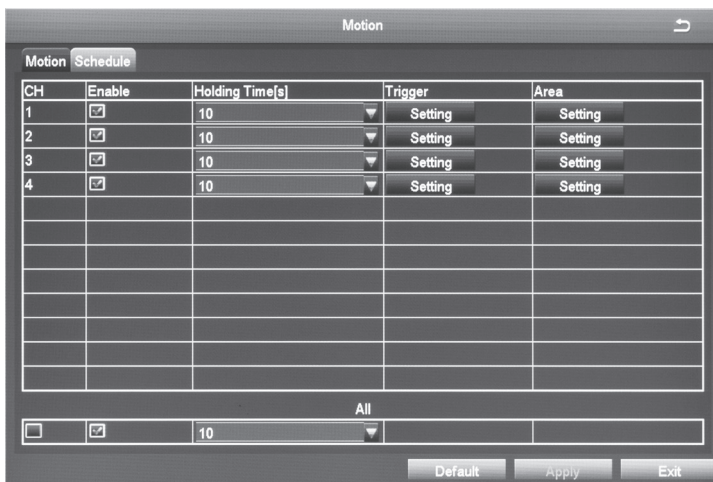 Motion
Motion Schedule
CH Enable Holding Time[s] Trigger Area
1 10 Setting Setting
2 10 Setting Setting
3 10 Setting Setting
4 10 Setting Setting
All
10
Default Apply Exit